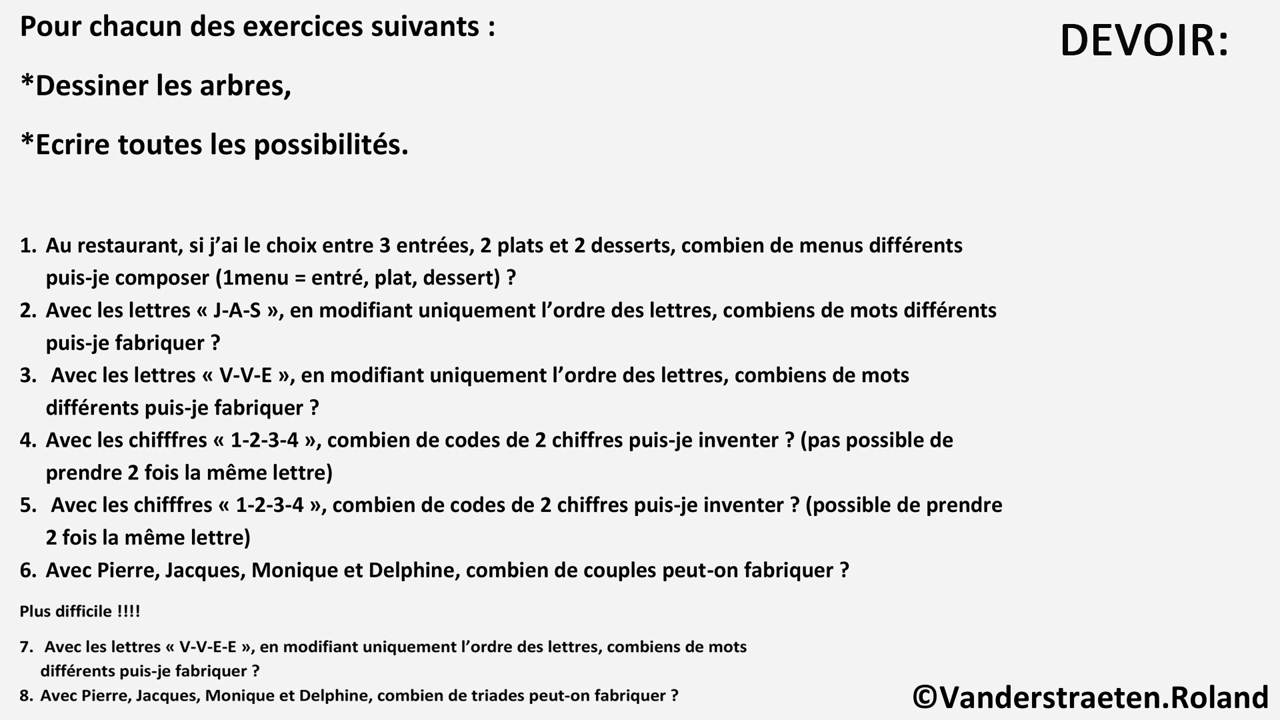 Pour chacun des exercices suivants :
DEVOIR:
*Dessiner les arbres,
*Ecrire toutes les possibilités.
1. Au restaurant, si j’ai le choix entre 3 entrées, 2 plats et 2 desserts, combien de menus différents
puis-je composer (1menu = entré, plat, dessert) ?
2. Avec les lettres « J-A-S », en modifiant uniquement l’ordre des lettres, combiens de mots différents
puis-je fabriquer ?
3. Avec les lettres « V-V-E », en modifiant uniquement l’ordre des lettres, combiens de mots
différents puis-je fabriquer ?
4. Avec les chifffres « 1-2-3-4 », combien de codes de 2 chiffres puis-je inventer ? (pas possible de
prendre 2 fois la même lettre)
5. Avec les chifffres « 1-2-3-4 », combien de codes de 2 chiffres puis-je inventer ? (possible de prendre
2 fois la même lettre)
6. Avec Pierre, Jacques, Monique et Delphine, combien de couples peut-on fabriquer ?
Plus difficile !!!!
7. Avec les lettres « V-V-E-E », en modifiant uniquement l’ordre des lettres, combiens de mots
différents puis-je fabriquer ?
8. Avec Pierre, Jacques, Monique et Delphine, combien de triades peut-on fabriquer ?
©Vanderstraeten.Roland